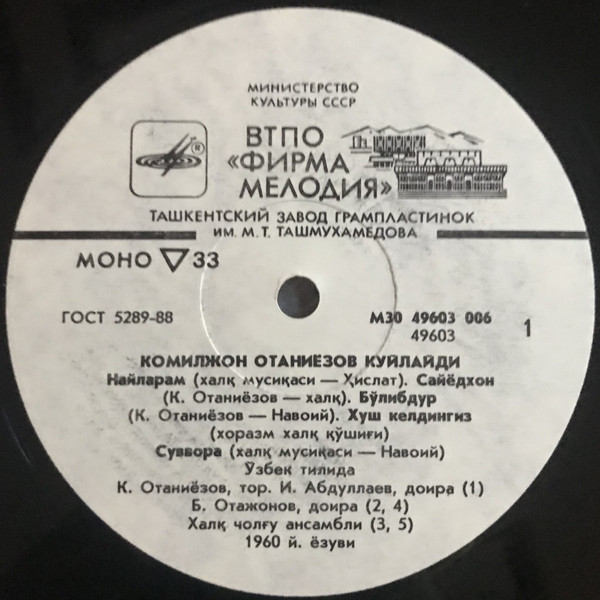 МИНИСТЕРСТВО
КУЛЬТУРЫ СССР
ВТПО
«ФИРМА
МЕЛОДИЯ»
®
ТАШКЕНТСКИЙ ЗАВОД ГРАМПЛАСТИНОК
ИМ. М. Т. ТАШМУХАМЕДОВА
МОНО ▽ 33
ГОСТ 5289-88
М30 49603 006
49603
1
КОМИЛЖОН ОТАНИЁЗОВ КУЙЛАЙДИ
Найларам (халқ мусиқаси — Ҳислат). Сайёдхон
(К. Отаниёзов — халқ). Бўлибдур
(К. Отаниёзов — Навоий). Хуш келдингиз
(хоразм халқ қўшиғи)
Суввора (халқ мусиқаси — Навоий)
Ўзбек тилида
К. Отаниёзов, тор. И. Абдуллаев, доира (1)
Б. Отажонов, доира (2, 4)
Халқ чолғу ансамбли (3, 5)
1960 й. ёзуви